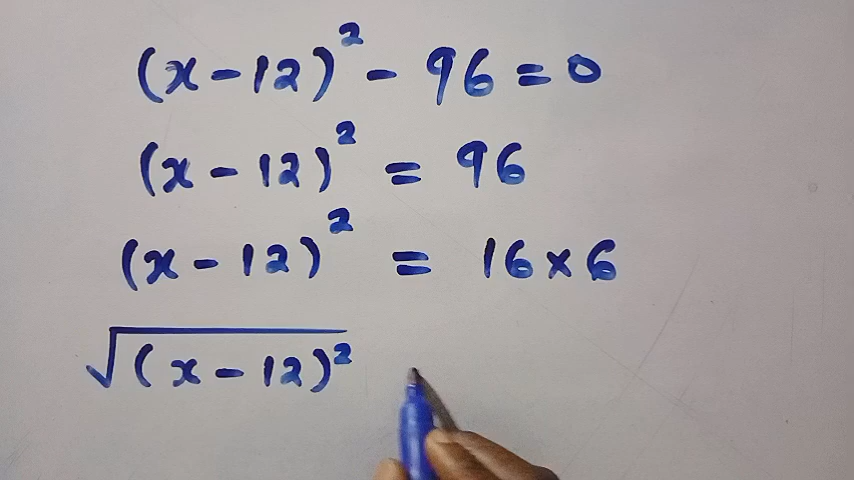 (x - 12)² - 96 = 0
(x - 12)² = 96
(x - 12)² = 16 × 6
√(x - 12)²